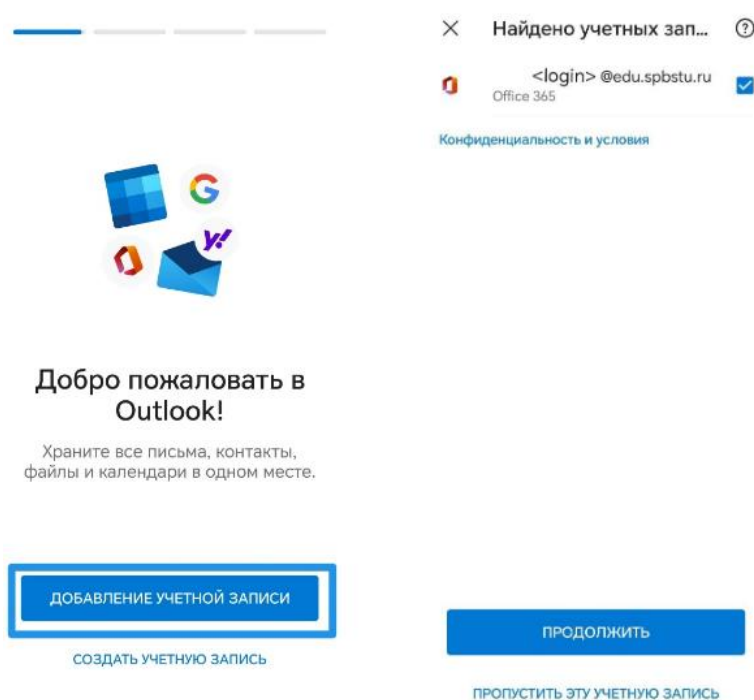 Добро пожаловать в
Outlook!
Храните все письма, контакты,
файлы и календари в одном месте.
ДОБАВЛЕНИЕ УЧЕТНОЙ ЗАПИСИ
СОЗДАТЬ УЧЕТНУЮ ЗАПИСЬ
Найдено учетных зап...
<login> @edu.spbstu.ru
Office 365
Конфиденциальность и условия
ПРОДОЛЖИТЬ
ПРОПУСТИТЬ ЭТУ УЧЕТНУЮ ЗАПИСЬ